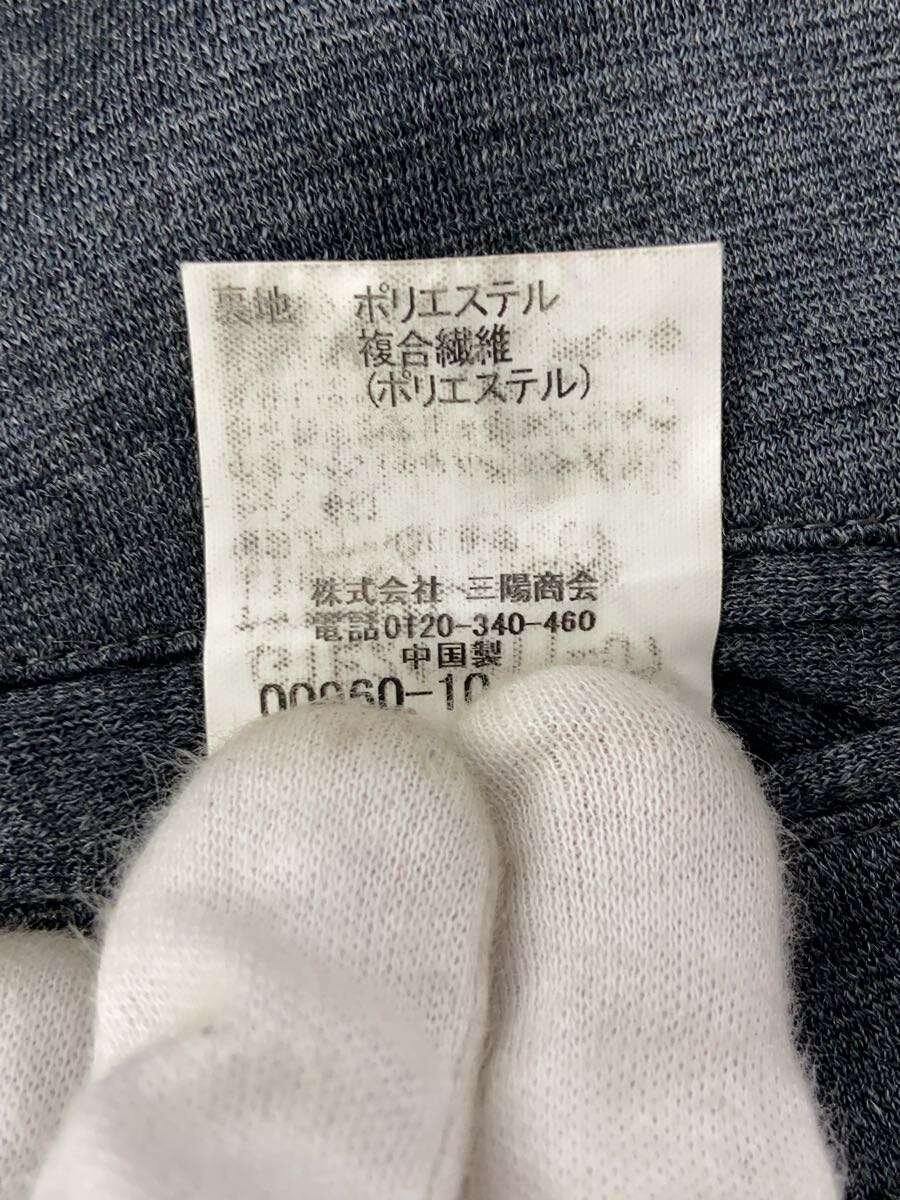 裏地 ポリエステル
複合繊維
(ポリエステル)
株式会社 三陽商会
電話0120-340-460
中国製